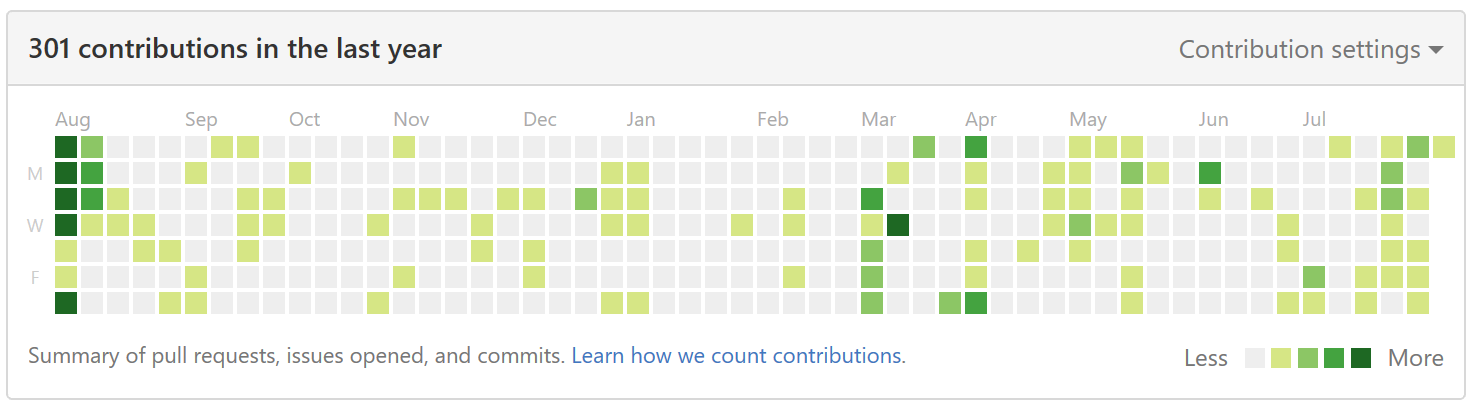 301 contributions in the last year
Contribution settings
Aug Sep Oct Nov Dec Jan Feb Mar Apr May Jun Jul
M
W
F
Summary of pull requests, issues opened, and commits. Learn how we count contributions.
Less More